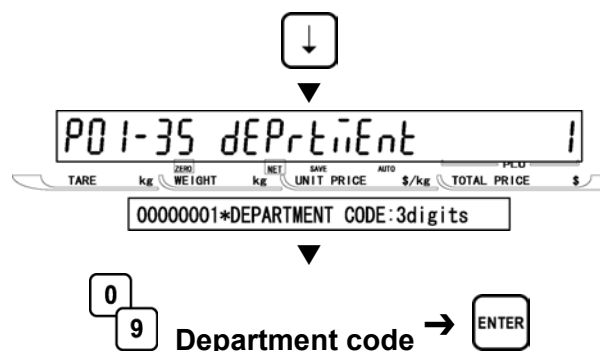 ↓
▼
P01-35 dEPrtmEnt 1
ZERO NET SAVE AUTO PLU
TARE kg WEIGHT kg UNIT PRICE $/kg TOTAL PRICE $
00000001*DEPARTMENT CODE:3digits
▼
0
9 Department code → ENTER